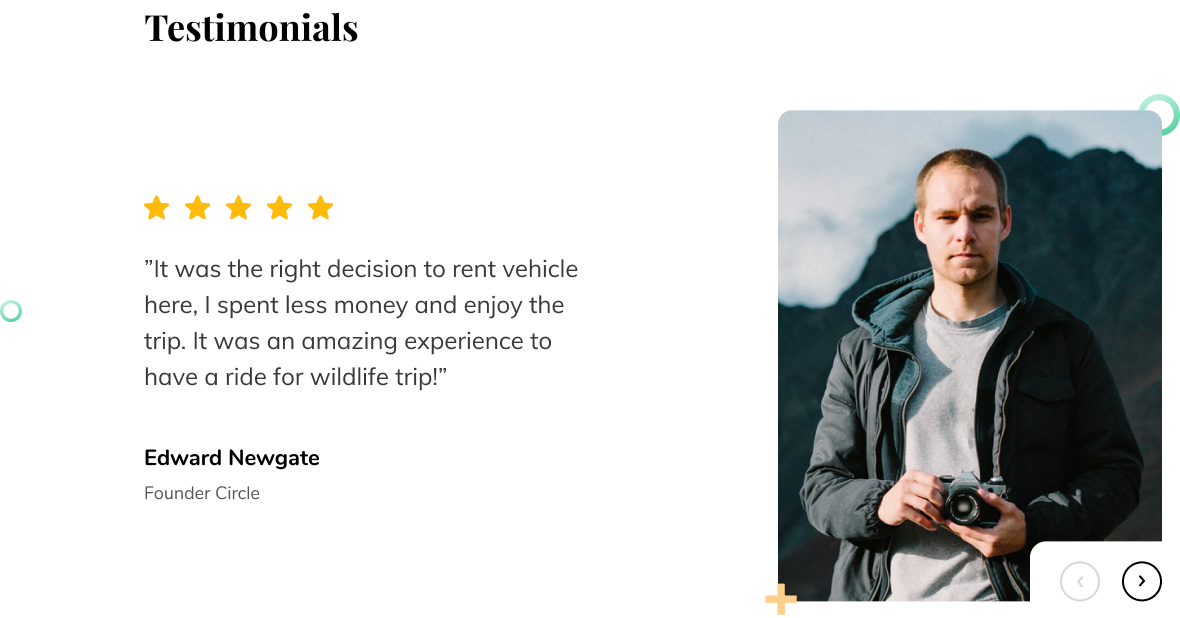 Testimonials
”It was the right decision to rent vehicle
here, I spent less money and enjoy the
trip. It was an amazing experience to
have a ride for wildlife trip!”
Edward Newgate
Founder Circle